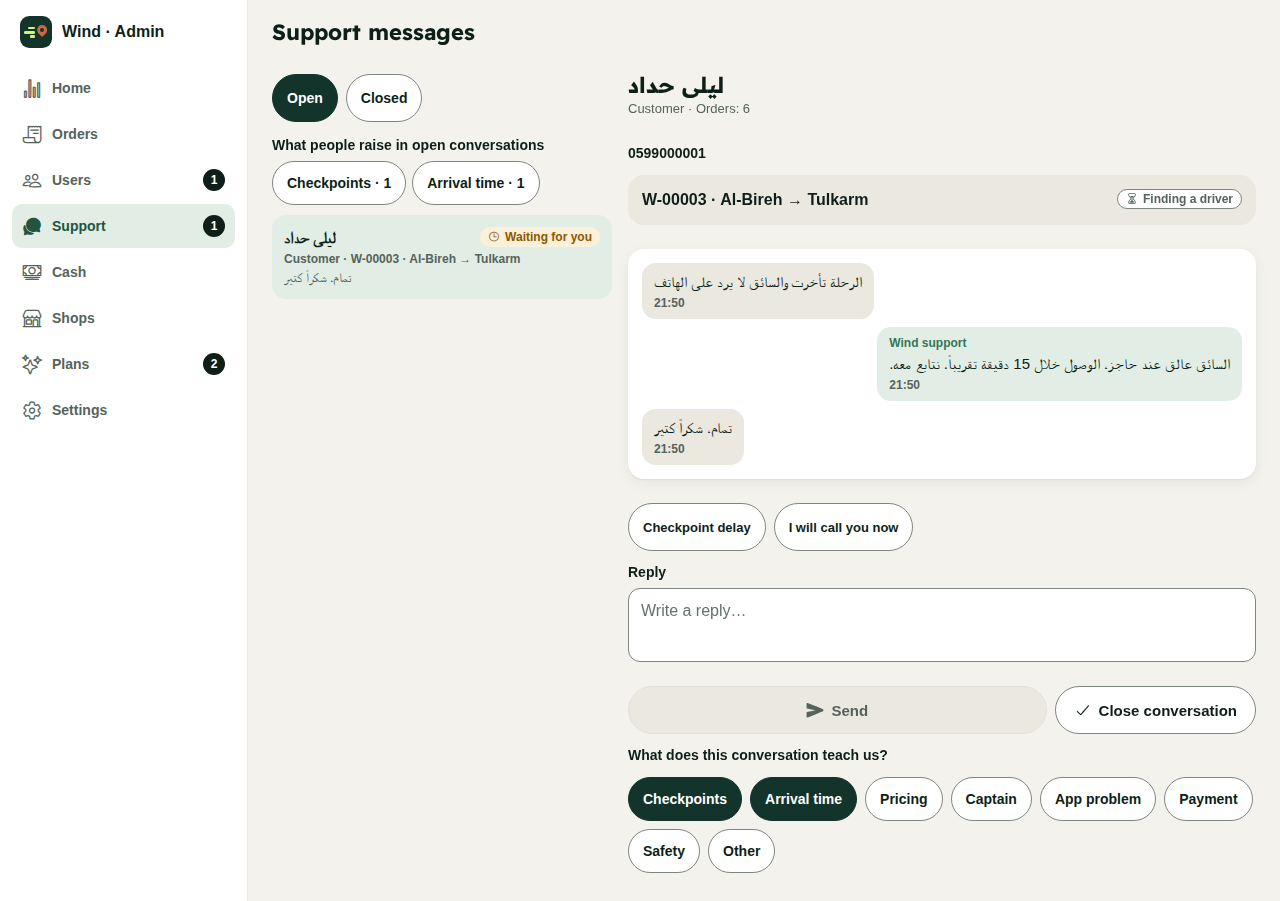 Wind · Admin
Home
Orders
Users 1
Support 1
Cash
Shops
Plans 2
Settings
Support messages
Open Closed
What people raise in open conversations
Checkpoints · 1 Arrival time · 1
ليلى حداد Waiting for you
Customer · W-00003 · Al-Bireh → Tulkarm
تمام. شكراً كتير
ليلى حداد
Customer · Orders: 6
0599000001
W-00003 · Al-Bireh → Tulkarm Finding a driver
الرحلة تأخرت والسائق لا يرد على الهاتف
21:50
Wind support
السائق عالق عند حاجز. الوصول خلال 15 دقيقة تقريباً. نتابع معه.
21:50
تمام. شكراً كتير
21:50
Checkpoint delay I will call you now
Reply
Write a reply…
Send Close conversation
What does this conversation teach us?
Checkpoints Arrival time Pricing Captain App problem Payment
Safety Other